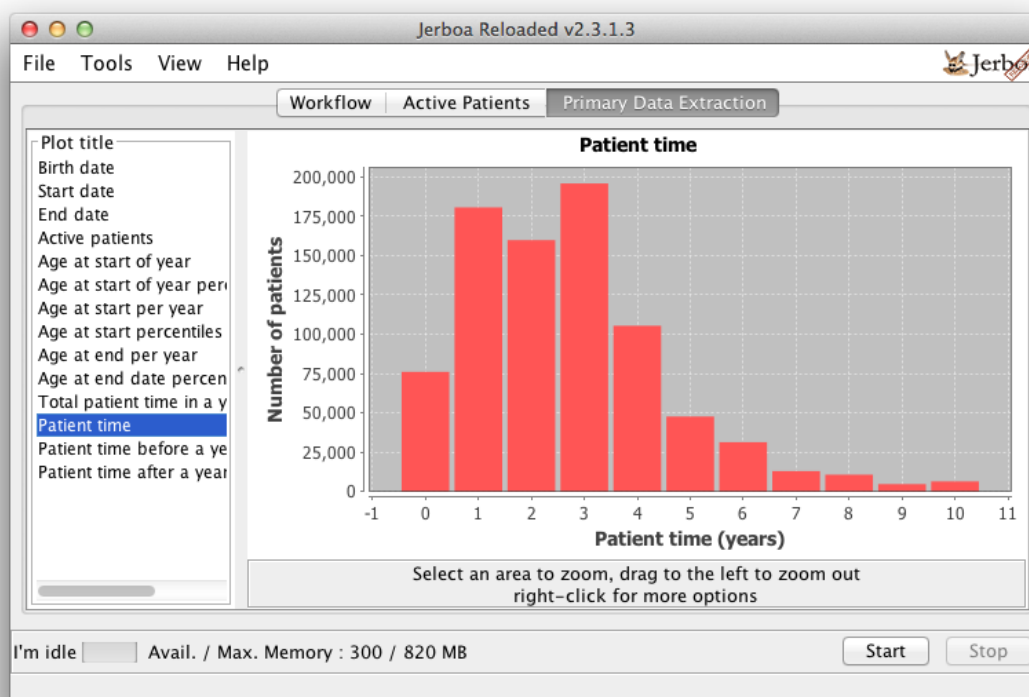 Jerboa Reloaded v2.3.1.3
File Tools View Help
Jerbo
Workflow Active Patients Primary Data Extraction
Plot title
Birth date
Start date
End date
Active patients
Age at start of year
Age at start of year per
Age at start per year
Age at start percentiles
Age at end per year
Age at end date percen
Total patient time in a y
Patient time
Patient time before a ye
Patient time after a year
Patient time
Number of patients
200,000
175,000
150,000
125,000
100,000
75,000
50,000
25,000
0
-1 0 1 2 3 4 5 6 7 8 9 10 11
Patient time (years)
Select an area to zoom, drag to the left to zoom out
right-click for more options
I'm idle Avail. / Max. Memory : 300 / 820 MB
Start Stop